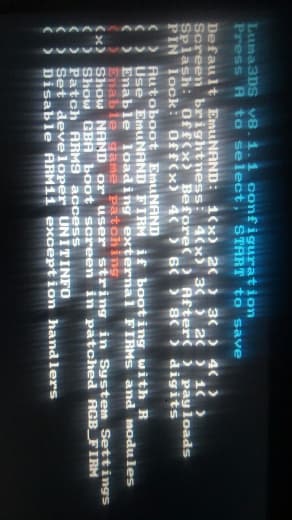 Luma3DS v8.1.1 configuration
Press A to select, START to save
Default EmuNAND: 1(x) 2( ) 3( ) 4( )
Screen brightness: 4(x) 3( ) 2( ) 1( )
Splash: Off(x) Before( ) After( ) payloads
PIN lock: Off(x) 4( ) 6( ) 8( ) digits
( ) Autoboot EmuNAND
( ) Use EmuNAND FIRM if booting with R
( ) Enable loading external FIRMs and modules
( ) Enable game patching
(x) Show NAND or user string in System Settings
( ) Show GBA boot screen in patched AGB_FIRM
( ) Patch ARM9 access
( ) Set developer UNITINFO
( ) Disable ARM11 exception handlers